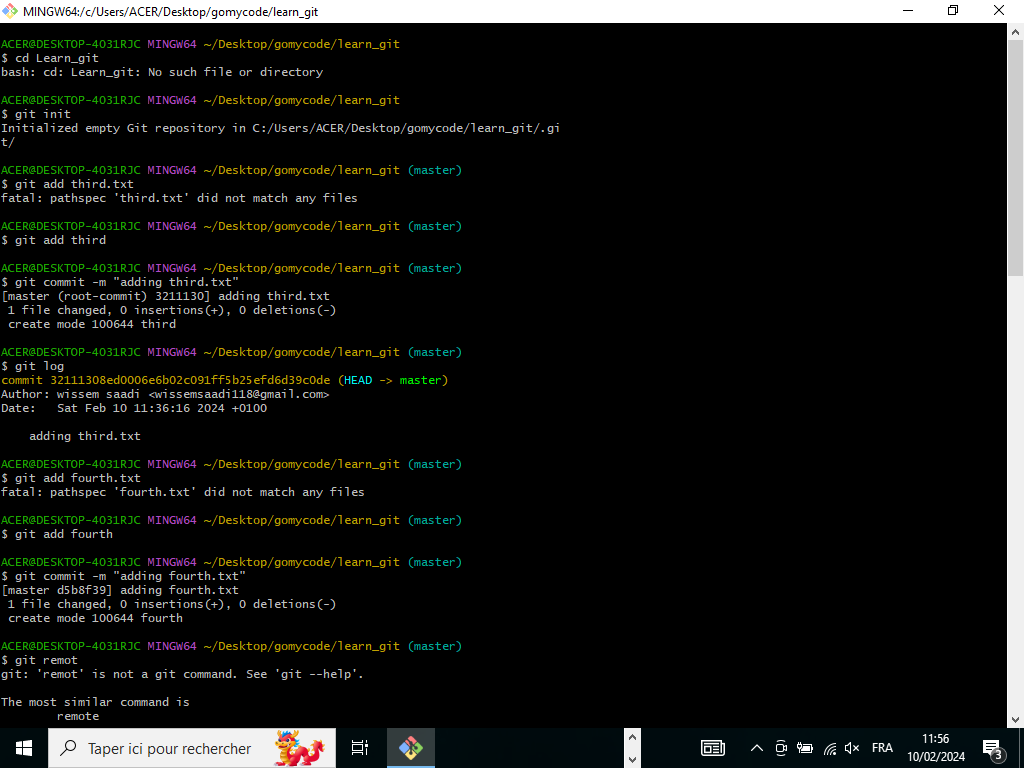 MINGW64:/c/Users/ACER/Desktop/gomycode/learn_git
ACER@DESKTOP-4O31RJC MINGW64 ~/Desktop/gomycode/learn_git
$ cd Learn_git
bash: cd: Learn_git: No such file or directory
ACER@DESKTOP-4O31RJC MINGW64 ~/Desktop/gomycode/learn_git
$ git init
Initialized empty Git repository in C:/Users/ACER/Desktop/gomycode/learn_git/.gi
t/
ACER@DESKTOP-4O31RJC MINGW64 ~/Desktop/gomycode/learn_git (master)
$ git add third.txt
fatal: pathspec 'third.txt' did not match any files
ACER@DESKTOP-4O31RJC MINGW64 ~/Desktop/gomycode/learn_git (master)
$ git add third
ACER@DESKTOP-4O31RJC MINGW64 ~/Desktop/gomycode/learn_git (master)
$ git commit -m "adding third.txt"
[master (root-commit) 3211130] adding third.txt
 1 file changed, 0 insertions(+), 0 deletions(-)
 create mode 100644 third
ACER@DESKTOP-4O31RJC MINGW64 ~/Desktop/gomycode/learn_git (master)
$ git log
commit 32111308ed0006e6b02c091ff5b25efd6d39c0de (HEAD -> master)
Author: wissem saadi <wissemsaadi118@gmail.com>
Date:   Sat Feb 10 11:36:16 2024 +0100
    adding third.txt
ACER@DESKTOP-4O31RJC MINGW64 ~/Desktop/gomycode/learn_git (master)
$ git add fourth.txt
fatal: pathspec 'fourth.txt' did not match any files
ACER@DESKTOP-4O31RJC MINGW64 ~/Desktop/gomycode/learn_git (master)
$ git add fourth
ACER@DESKTOP-4O31RJC MINGW64 ~/Desktop/gomycode/learn_git (master)
$ git commit -m "adding fourth.txt"
[master d5b8f39] adding fourth.txt
 1 file changed, 0 insertions(+), 0 deletions(-)
 create mode 100644 fourth
ACER@DESKTOP-4O31RJC MINGW64 ~/Desktop/gomycode/learn_git (master)
$ git remot
git: 'remot' is not a git command. See 'git --help'.
The most similar command is
        remote
Taper ici pour rechercher
FRA
11:56
10/02/2024
3